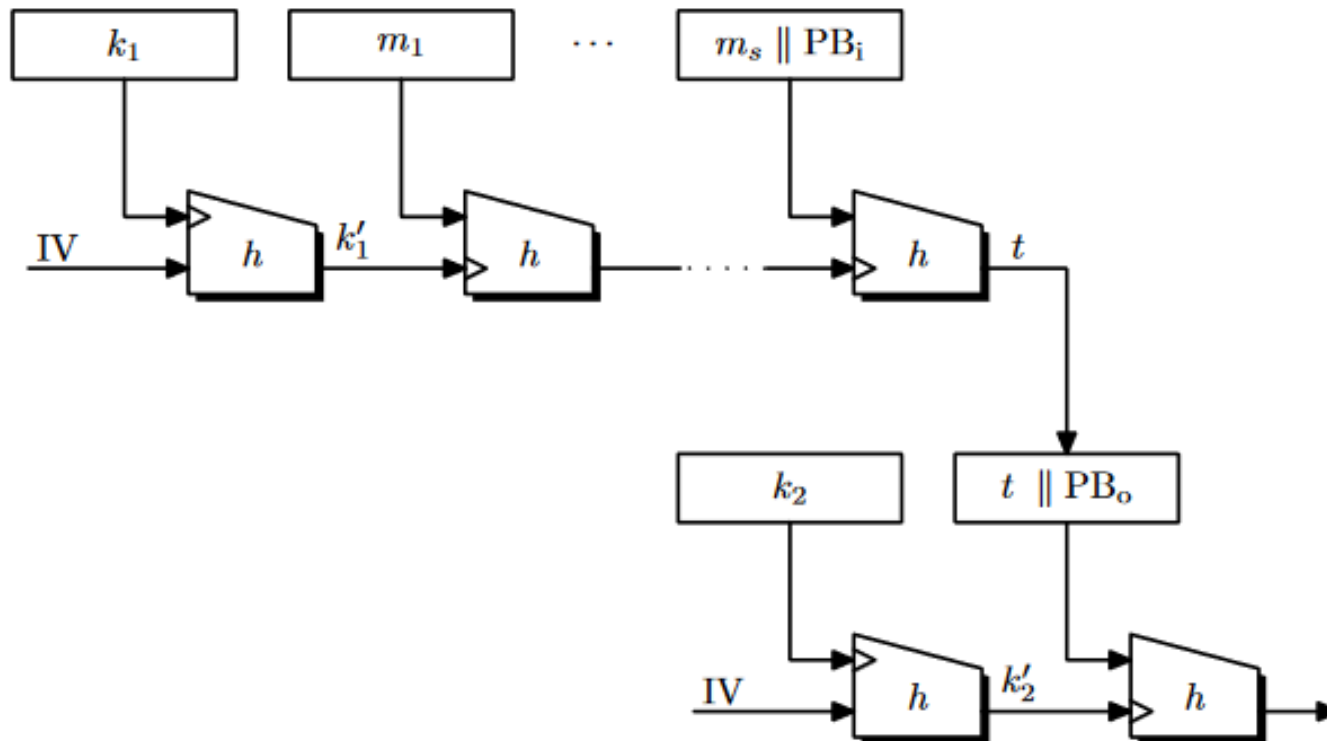 k₁ m₁ ⋯ mₛ ∥ PBᵢ
IV h k′₁ h ⋯⋯ h t
k₂ t ∥ PBₒ
IV h k′₂ h